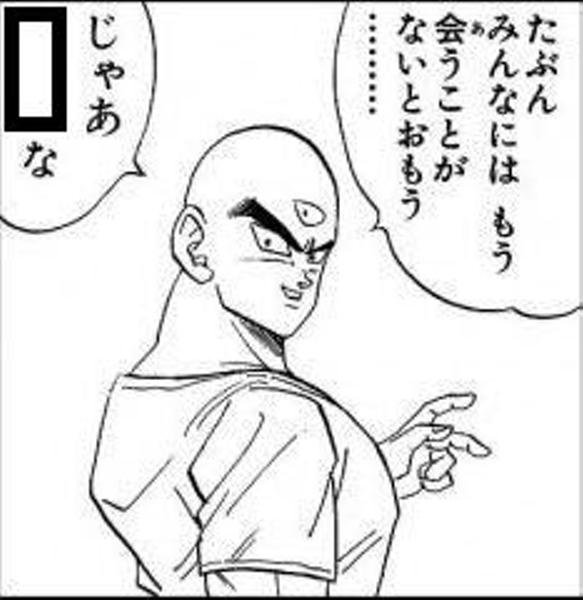 たぶん
みんなには もう
会うことが
ないとおもう
………
じゃあ
な